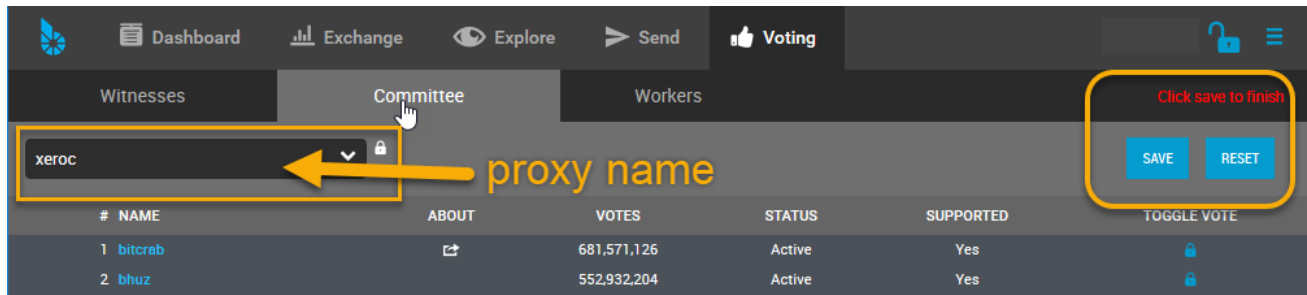 Dashboard Exchange Explore Send Voting
Witnesses Committee Workers Click save to finish
xeroc proxy name SAVE RESET
# NAME ABOUT VOTES STATUS SUPPORTED TOGGLE VOTE
1 bitcrab 681,571,126 Active Yes
2 bhuz 552,932,204 Active Yes